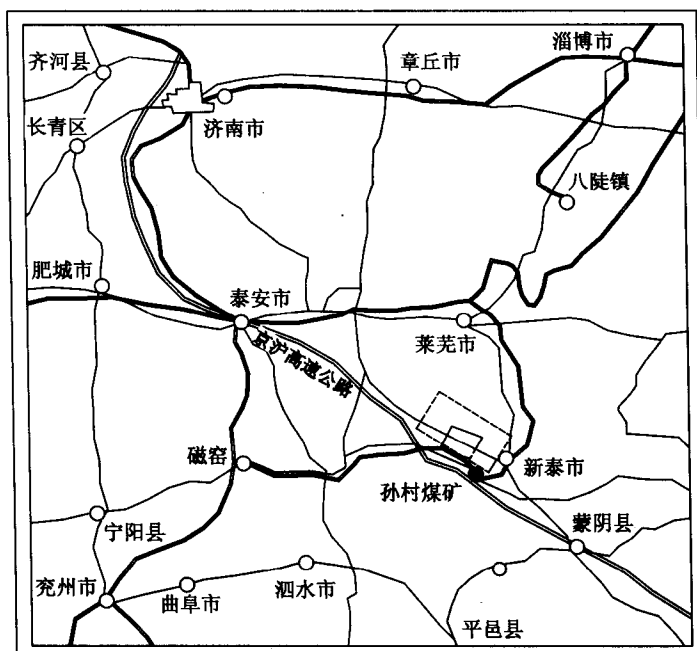 淄博市
齐河县
章丘市
济南市
长青区
八陡镇
肥城市
泰安市
莱芜市
京沪高速公路
磁窑
新泰市
孙村煤矿
宁阳县
蒙阴县
兖州市
曲阜市
泗水市
平邑县